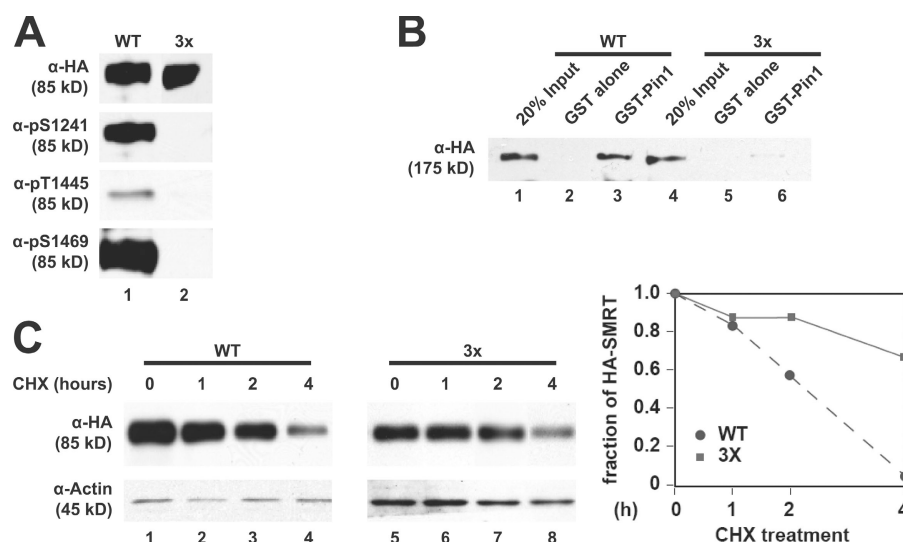 A
WT 3x
α-HA
(85 kD)
α-pS1241
(85 kD)
α-pT1445
(85 kD)
α-pS1469
(85 kD)
1 2
B
WT 3x
20% Input GST alone GST-Pin1 20% Input GST alone GST-Pin1
α-HA
(175 kD)
1 2 3 4 5 6
C
WT 3x
CHX (hours) 0 1 2 4 0 1 2 4
α-HA
(85 kD)
α-Actin
(45 kD)
1 2 3 4 5 6 7 8
fraction of HA-SMRT
1.0
0.8
0.6
0.4
0.2
0
WT
3X
(h) 0 1 2 4
CHX treatment